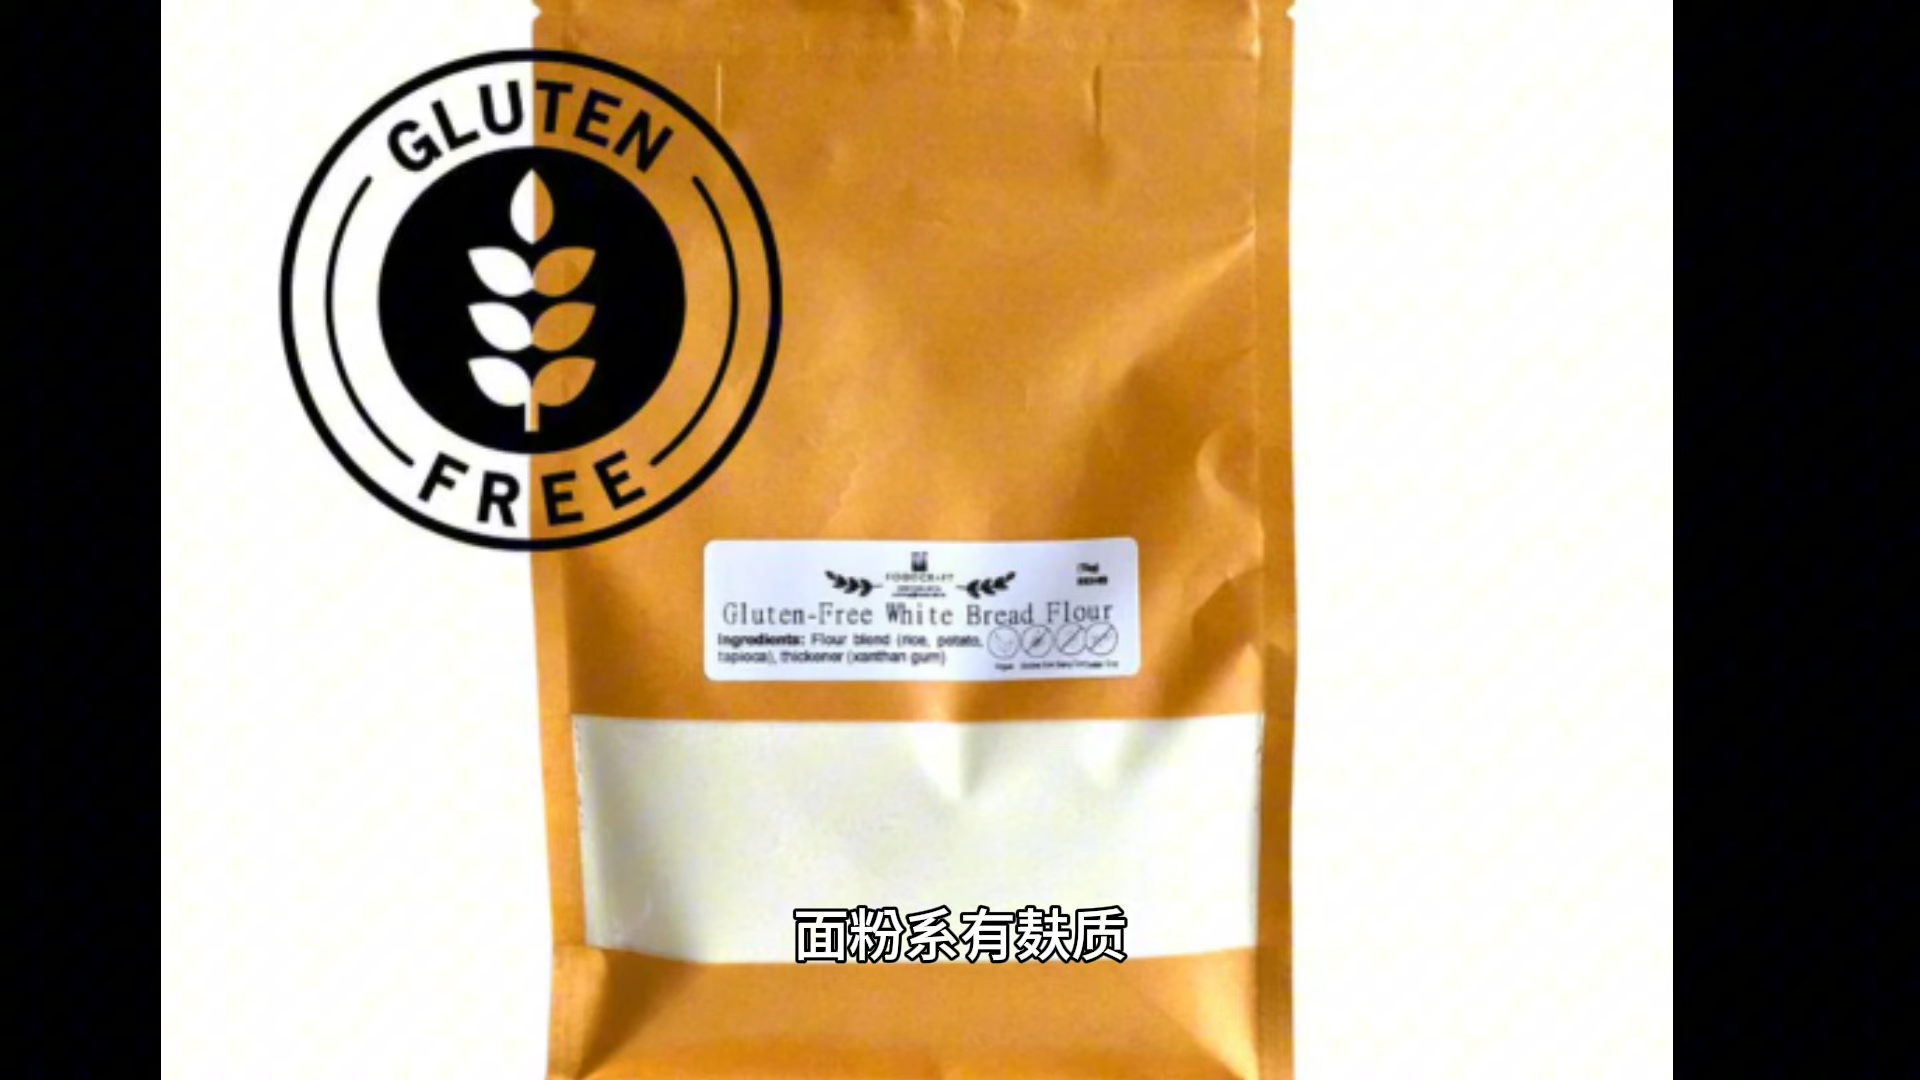 GLUTEN
FREE
FOODCRAFT
Gluten-Free White Bread Flour
Ingredients: Flour blend (rice, potato,
tapioca), thickener (xanthan gum)
面粉系有麸质